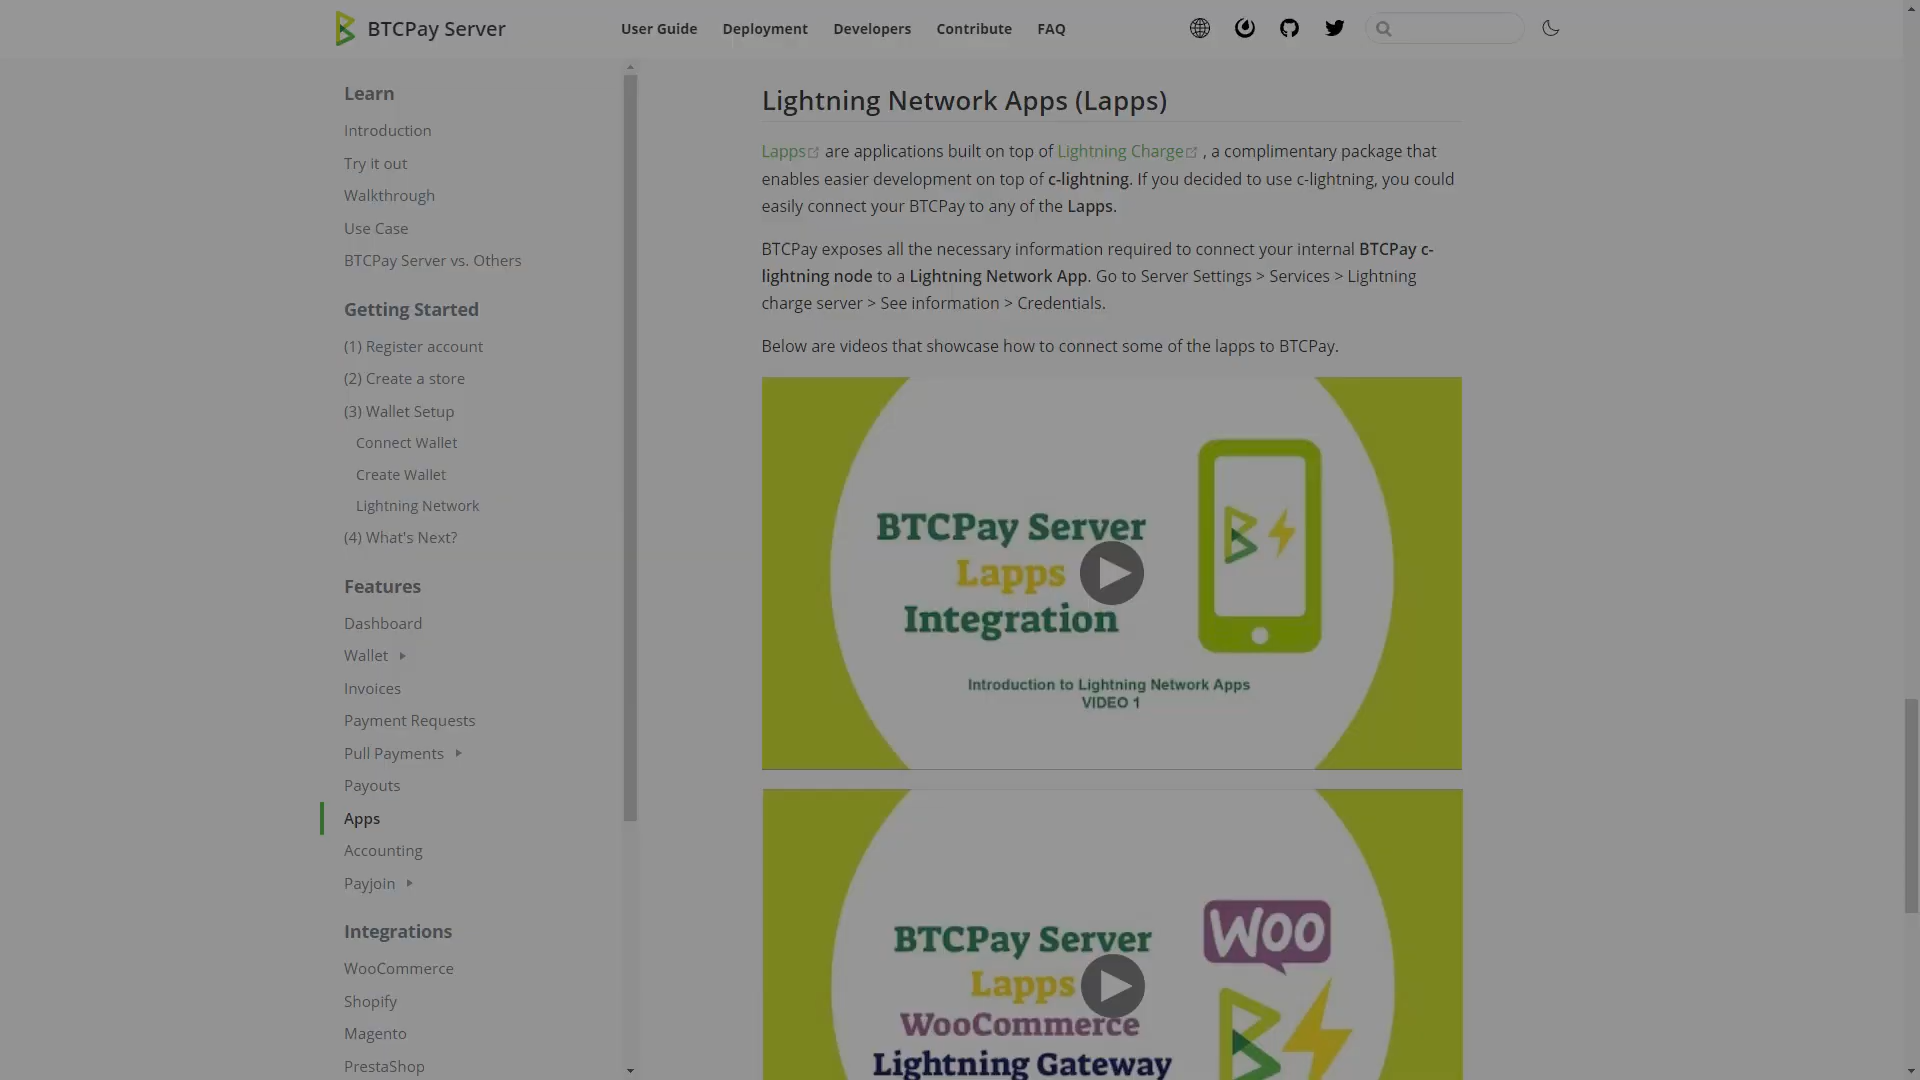 BTCPay Server
User Guide
Deployment
Developers
Contribute
FAQ
Learn
Introduction
Try it out
Walkthrough
Use Case
BTCPay Server vs. Others
Getting Started
(1) Register account
(2) Create a store
(3) Wallet Setup
Connect Wallet
Create Wallet
Lightning Network
(4) What's Next?
Features
Dashboard
Wallet
Invoices
Payment Requests
Pull Payments
Payouts
Apps
Accounting
Payjoin
Integrations
WooCommerce
Shopify
Magento
PrestaShop
Lightning Network Apps (Lapps)
Lapps are applications built on top of Lightning Charge , a complimentary package that
enables easier development on top of c-lightning. If you decided to use c-lightning, you could
easily connect your BTCPay to any of the Lapps.
BTCPay exposes all the necessary information required to connect your internal BTCPay c-
lightning node to a Lightning Network App. Go to Server Settings > Services > Lightning
charge server > See information > Credentials.
Below are videos that showcase how to connect some of the lapps to BTCPay.
BTCPay Server
Lapps
Integration
Introduction to Lightning Network Apps
VIDEO 1
BTCPay Server
Lapps
WooCommerce
Lightning Gateway
WOO